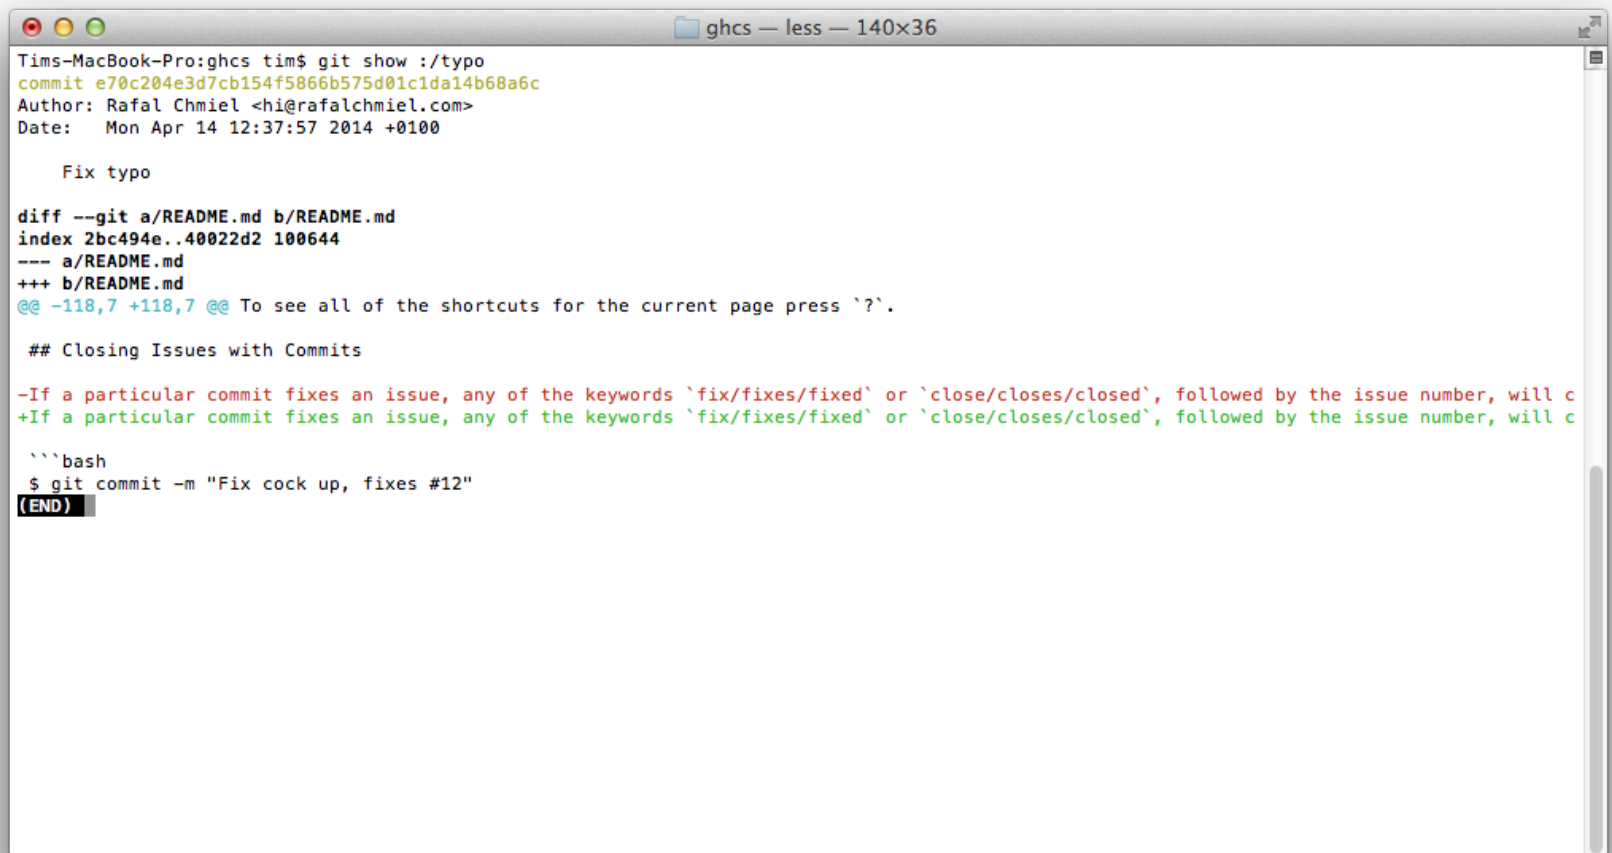 ghcs — less — 140×36
Tims-MacBook-Pro:ghcs tim$ git show :/typo
commit e70c204e3d7cb154f5866b575d01c1da14b68a6c
Author: Rafal Chmiel <hi@rafalchmiel.com>
Date:   Mon Apr 14 12:37:57 2014 +0100

    Fix typo

diff --git a/README.md b/README.md
index 2bc494e..40022d2 100644
--- a/README.md
+++ b/README.md
@@ -118,7 +118,7 @@ To see all of the shortcuts for the current page press `?`.

 ## Closing Issues with Commits

-If a particular commit fixes an issue, any of the keywords `fix/fixes/fixed` or `close/closes/closed`, followed by the issue number, will c
+If a particular commit fixes an issue, any of the keywords `fix/fixes/fixed` or `close/closes/closed`, followed by the issue number, will c

 ```bash
 $ git commit -m "Fix cock up, fixes #12"
(END)